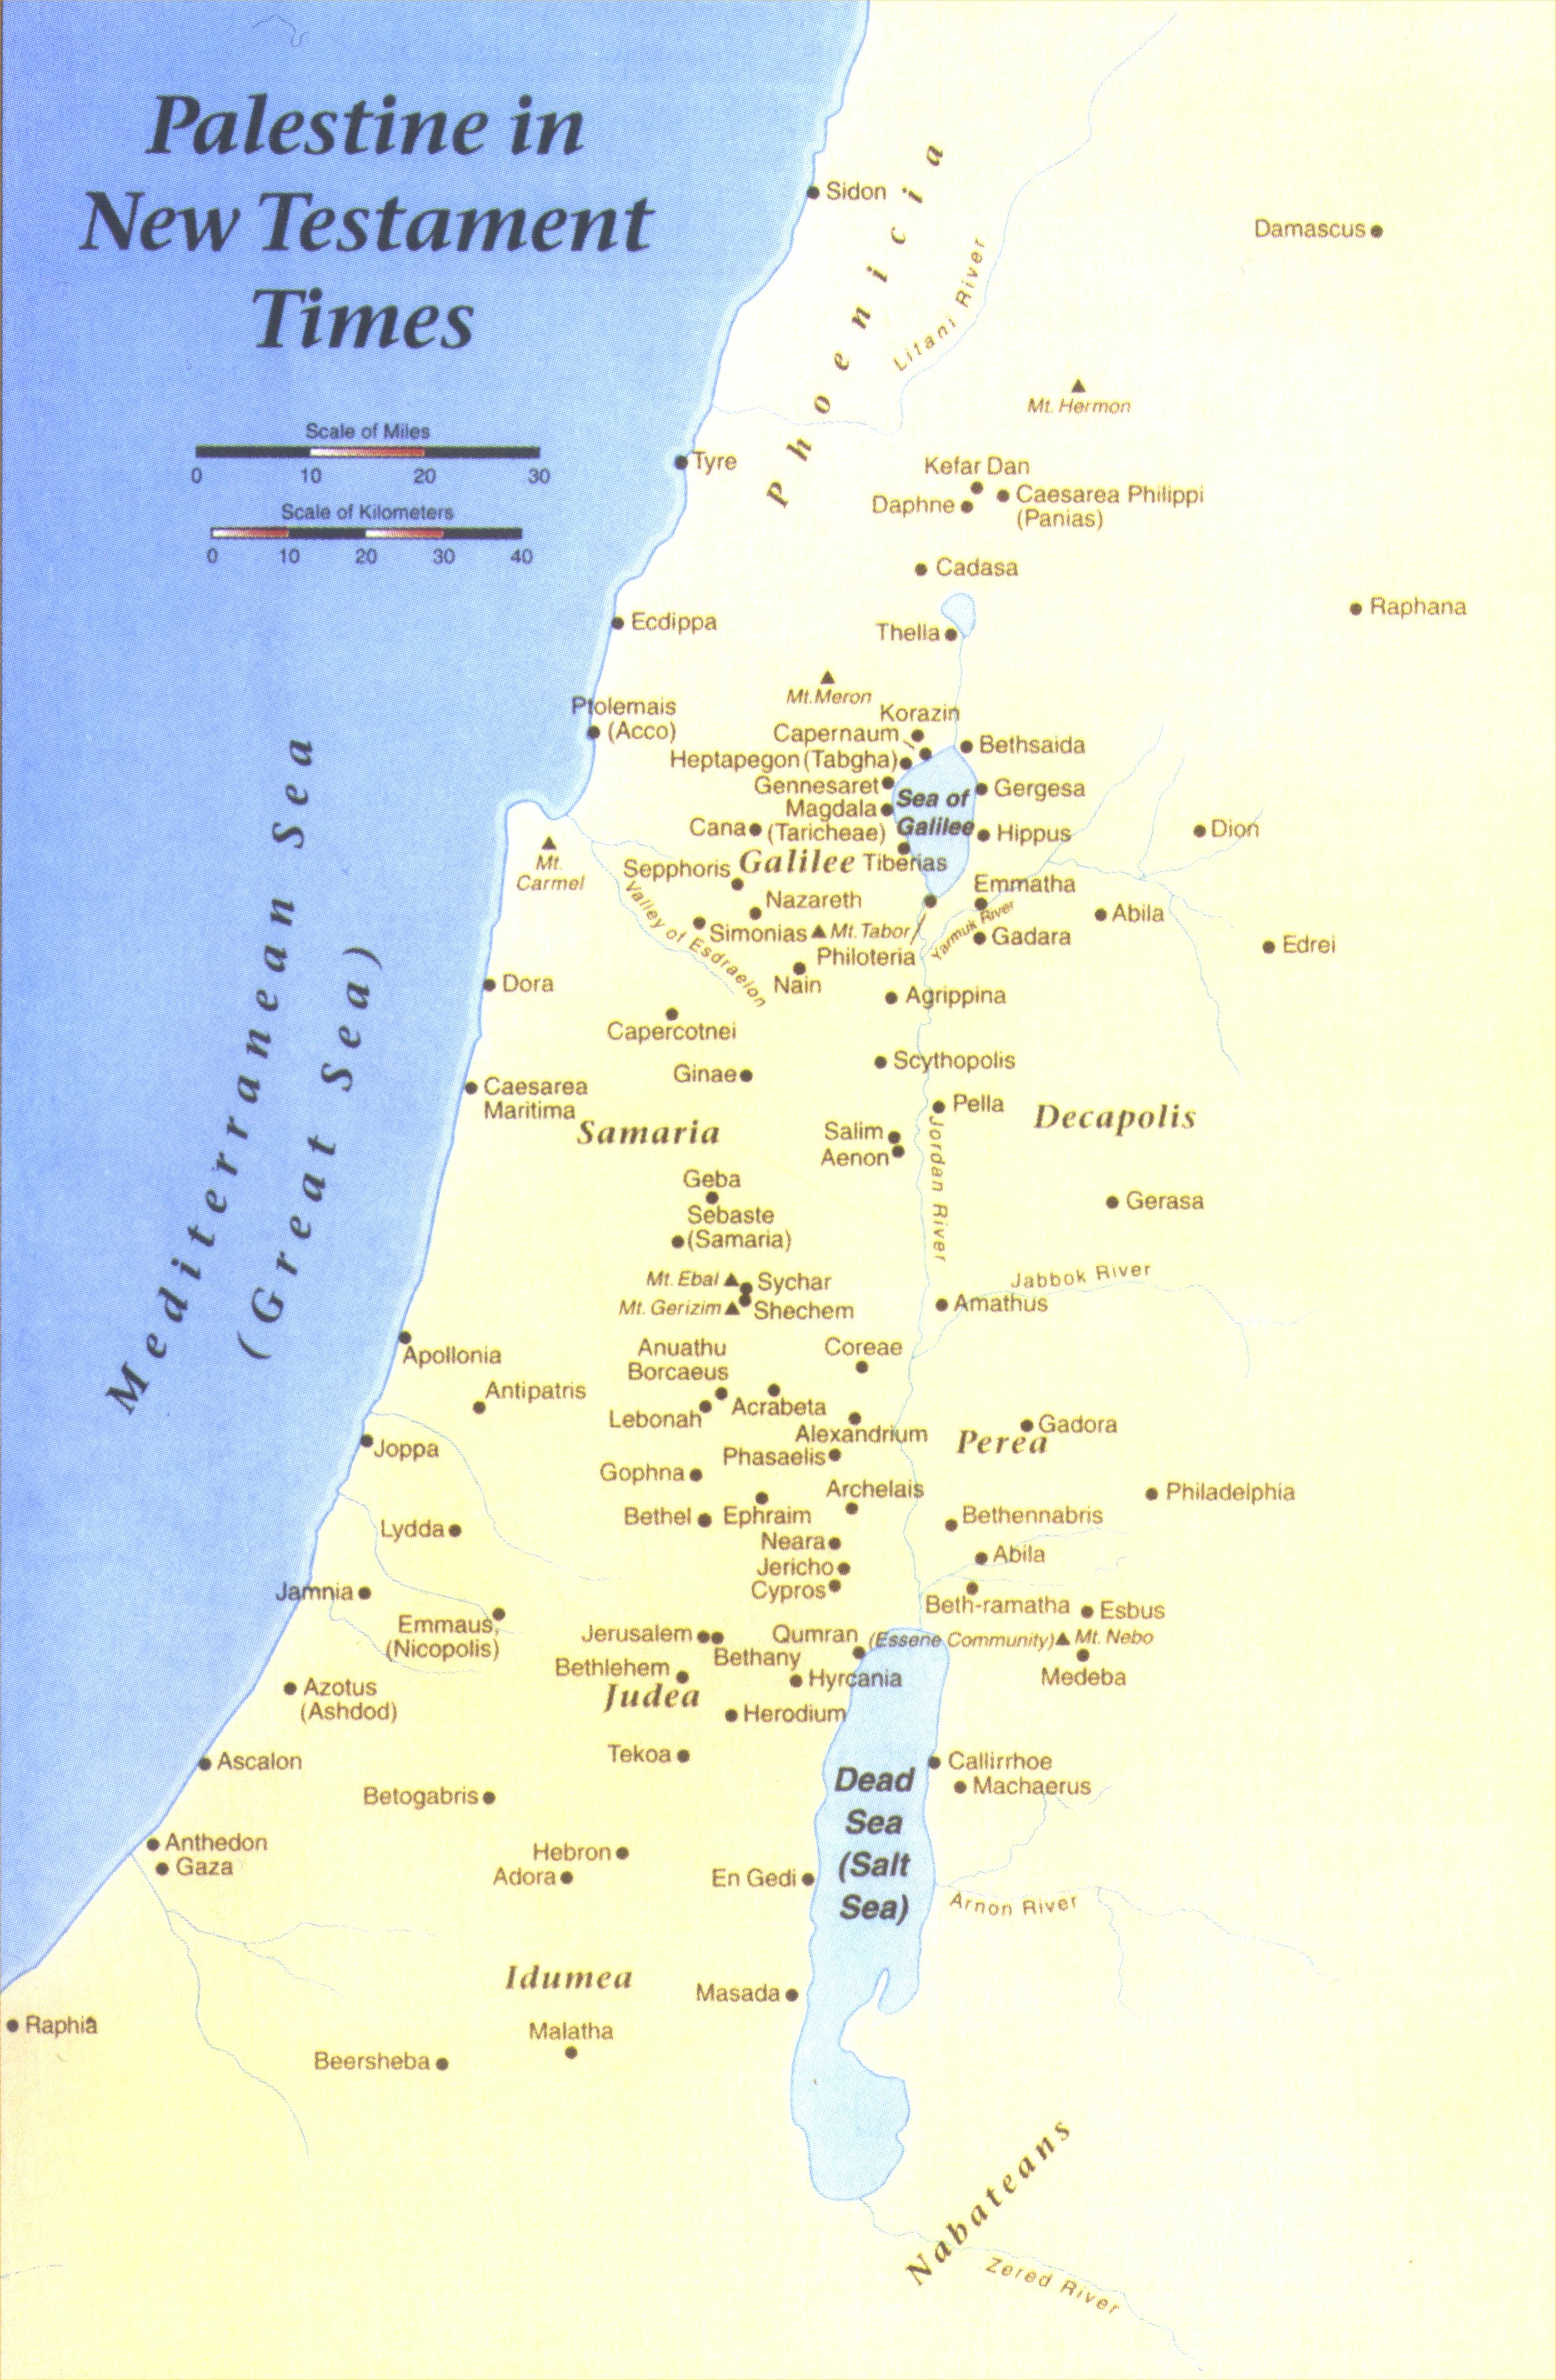 Palestine in
New Testament
Times
Scale of Miles
0 10 20 30
Scale of Kilometers
0 10 20 30 40
Mediterranean Sea
(Great Sea)
Phoenicia
Sidon
Damascus
Litani River
Mt. Hermon
Tyre
Kefar Dan
Daphne
Caesarea Philippi
(Panias)
Cadasa
Raphana
Ecdippa
Thella
Mt. Meron
Ptolemais
(Acco)
Korazin
Capernaum
Bethsaida
Heptapegon (Tabgha)
Gennesaret
Gergesa
Magdala
(Taricheae)
Sea of
Galilee
Cana
Hippus
Dion
Mt.
Carmel
Sepphoris
Galilee
Tiberias
Emmatha
Nazareth
Yarmuk River
Abila
Valley of Esdraelon
Simonias
Mt. Tabor
Gadara
Edrei
Philoteria
Nain
Dora
Agrippina
Capercotnei
Scythopolis
Ginae
Caesarea
Maritima
Pella
Decapolis
Samaria
Salim
Aenon
Jordan River
Geba
Gerasa
Sebaste
(Samaria)
Mt. Ebal
Sychar
Jabbok River
Mt. Gerizim
Shechem
Amathus
Apollonia
Anuathu
Borcaeus
Coreae
Antipatris
Acrabeta
Lebonah
Alexandrium
Gadora
Perea
Joppa
Phasaelis
Gophna
Archelais
Philadelphia
Bethel
Ephraim
Bethennabris
Lydda
Neara
Jericho
Abila
Cypros
Jamnia
Beth-ramatha
Esbus
Emmaus,
(Nicopolis)
Jerusalem
Qumran
(Essene Community)
Mt. Nebo
Bethany
Bethlehem
Hyrcania
Medeba
Azotus
(Ashdod)
Judea
Herodium
Tekoa
Ascalon
Callirrhoe
Machaerus
Dead
Sea
(Salt
Sea)
Betogabris
Anthedon
Gaza
Hebron
Adora
En Gedi
Arnon River
Idumea
Masada
Raphia
Malatha
Beersheba
Nabateans
Zered River